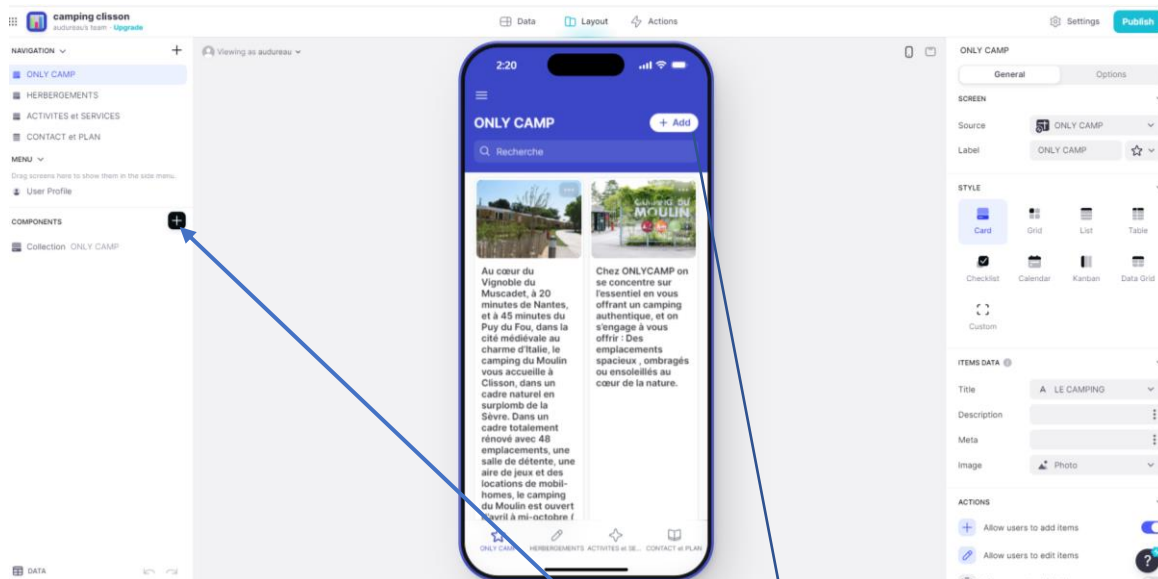 camping clisson
audureau's team - Upgrade
Data
Layout
Actions
Settings
Publish
NAVIGATION
ONLY CAMP
HERBERGEMENTS
ACTIVITES et SERVICES
CONTACT et PLAN
MENU
Drag screens here to show them in the side menu.
User Profile
COMPONENTS
Collection ONLY CAMP
DATA
Viewing as audureau
2:20
ONLY CAMP
+ Add
Recherche
MOULIN
Au cœur du
Vignoble du
Muscadet, à 20
minutes de Nantes,
et à 45 minutes du
Puy du Fou, dans la
cité médiévale au
charme d'Italie, le
camping du Moulin
vous accueille à
Clisson, dans un
cadre naturel en
surplomb de la
Sèvre. Dans un
cadre totalement
rénové avec 48
emplacements, une
salle de détente, une
aire de jeux et des
locations de mobil-
homes, le camping
du Moulin est ouvert
d'avril à mi-octobre (
Chez ONLYCAMP on
se concentre sur
l'essentiel en vous
offrant un camping
authentique, et on
s'engage à vous
offrir : Des
emplacements
spacieux , ombragés
ou ensoleillés au
cœur de la nature.
ONLY CAMP
HERBERGEMENTS
ACTIVITES et SE...
CONTACT et PLAN
ONLY CAMP
General
Options
SCREEN
Source
ONLY CAMP
Label
ONLY CAMP
STYLE
Card
Grid
List
Table
Checklist
Calendar
Kanban
Data Grid
Custom
ITEMS DATA
Title
A LE CAMPING
Description
Meta
Image
Photo
ACTIONS
Allow users to add items
Allow users to edit items
?